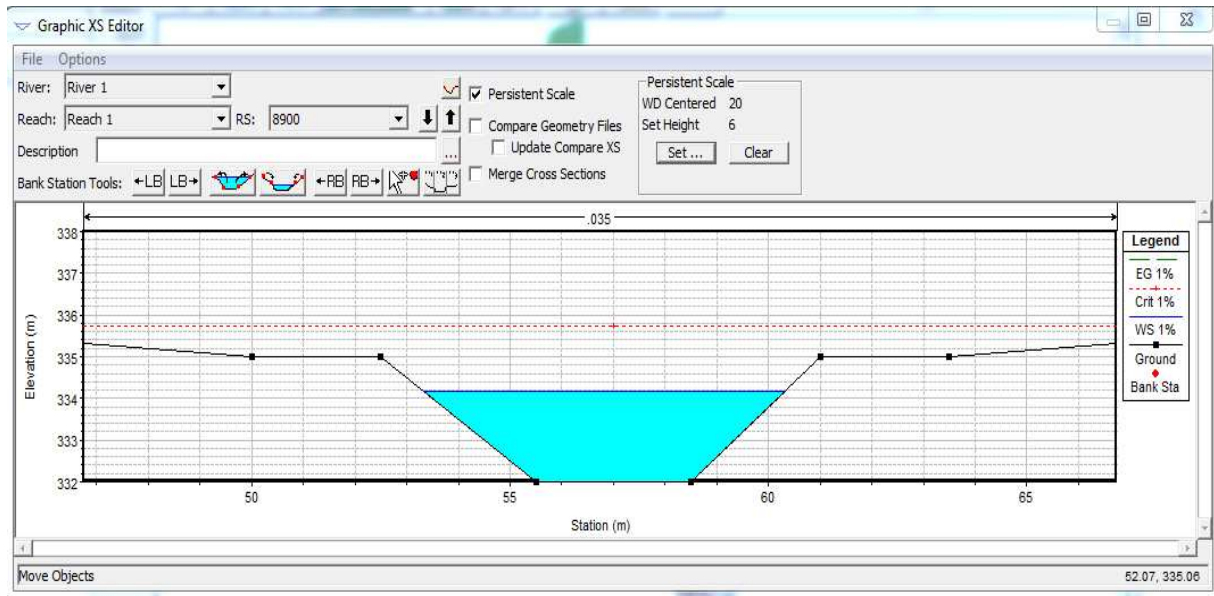 Graphic XS Editor
File Options
River: River 1
Reach: Reach 1 RS: 8900
Description ...
Bank Station Tools: LB LB RB RB
Persistent Scale
Compare Geometry Files
Update Compare XS
Merge Cross Sections
Persistent Scale
WD Centered 20
Set Height 6
Set ... Clear
.035
338
337
336
335
334
333
332
Elevation (m)
50 55 60 65
Station (m)
Legend
EG 1%
Crit 1%
WS 1%
Ground
Bank Sta
Move Objects
52.07, 335.06